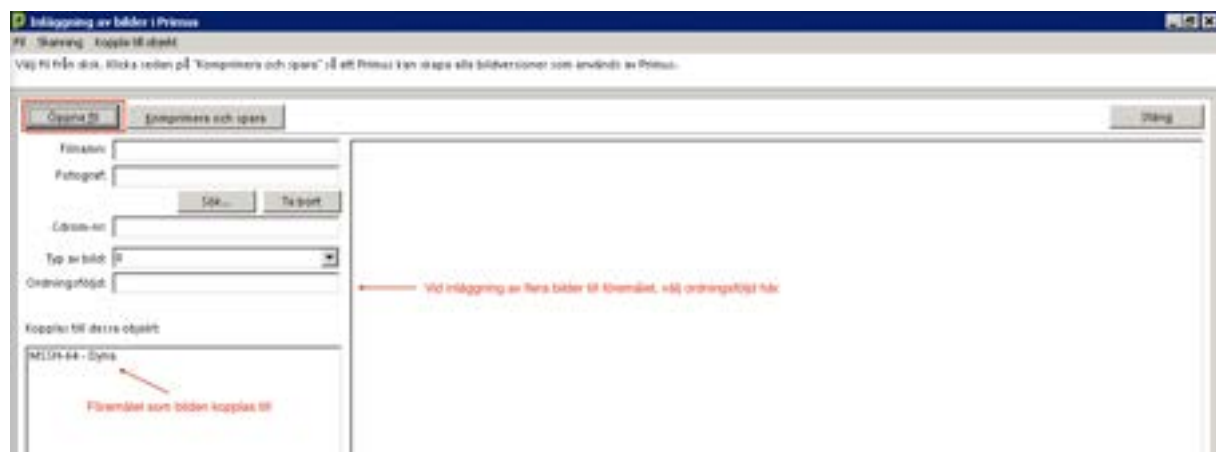 Inläggning av bilder i Primus
Fil Skanning Koppla till objekt
Välj fil från disk. Klicka sedan på "Komprimera och spara" så att Primus kan skapa alla bildversioner som används av Primus.
Öppna fil Komprimera och spara Stäng
Filnamn:
Fotograf:
Sök... Ta bort
Cdrom-nr:
Typ av bild:
Ordningsföljd:
Vid inläggning av flera bilder till föremålet, välj ordningsföljd här.
Kopplas till dessa objekt:
Föremålet som bilden kopplas till